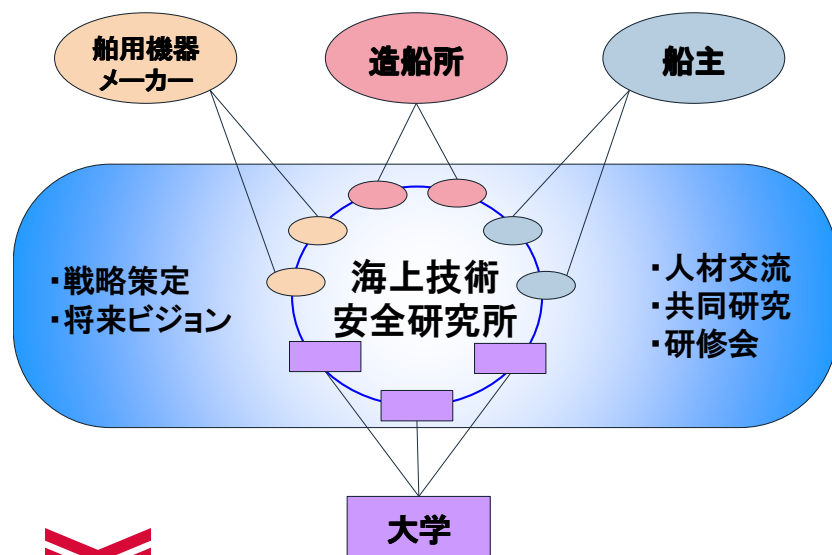 舶用機器
メーカー
造船所
船主
・戦略策定
・将来ビジョン
海上技術
安全研究所
・人材交流
・共同研究
・研修会
大学